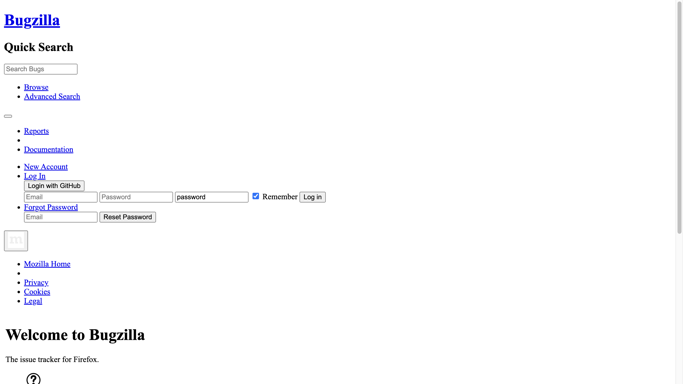 Bugzilla
Quick Search
Search Bugs
Browse
Advanced Search
Reports
Documentation
New Account
Log In
Login with GitHub
Email Password password Remember Log in
Forgot Password
Email Reset Password
m
Mozilla Home
Privacy
Cookies
Legal
Welcome to Bugzilla
The issue tracker for Firefox.
?